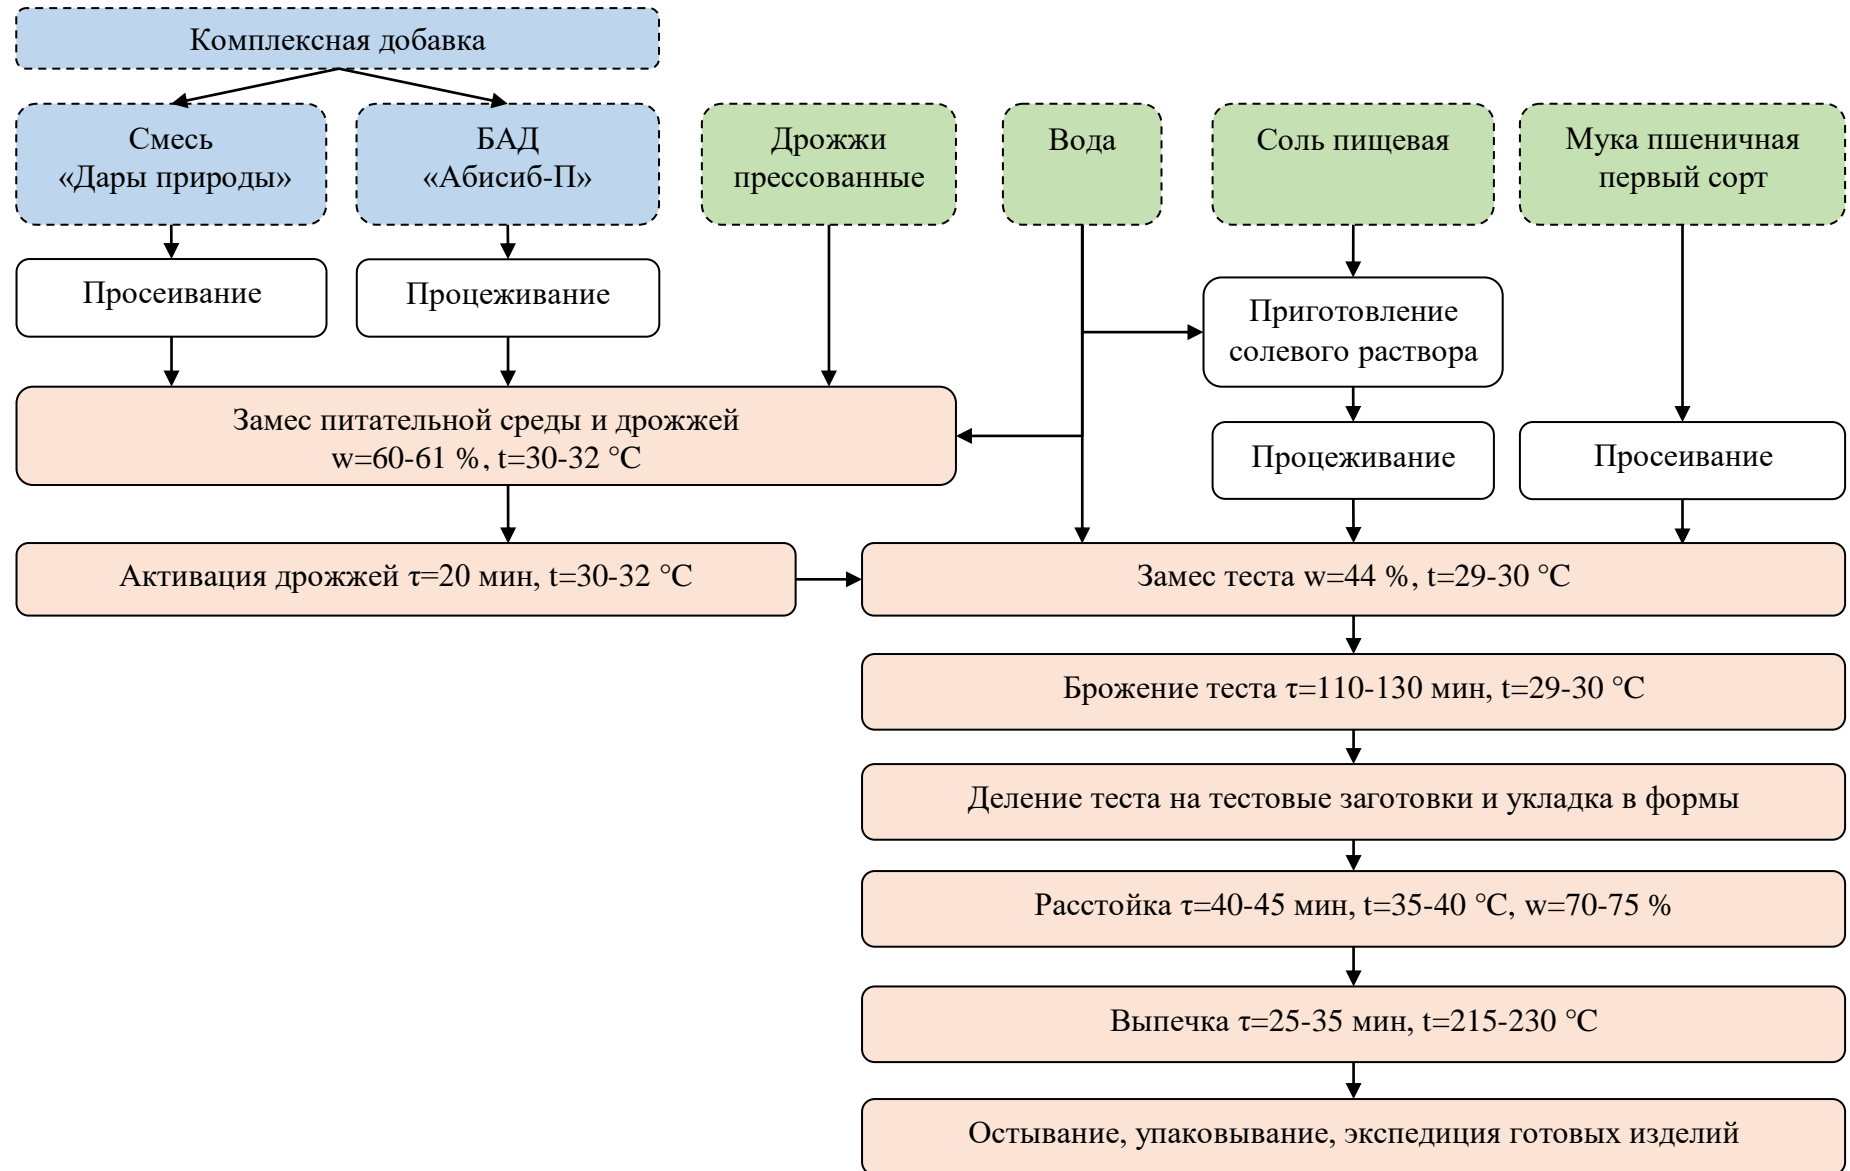 Комплексная добавка
Смесь
«Дары природы»
БАД
«Абисиб-П»
Дрожжи
прессованные
Вода
Соль пищевая
Мука пшеничная
первый сорт
Просеивание
Процеживание
Приготовление
солевого раствора
Замес питательной среды и дрожжей
w=60-61 %, t=30-32 °C
Процеживание
Просеивание
Активация дрожжей τ=20 мин, t=30-32 °C
Замес теста w=44 %, t=29-30 °C
Брожение теста τ=110-130 мин, t=29-30 °C
Деление теста на тестовые заготовки и укладка в формы
Расстойка τ=40-45 мин, t=35-40 °C, w=70-75 %
Выпечка τ=25-35 мин, t=215-230 °C
Остывание, упаковывание, экспедиция готовых изделий